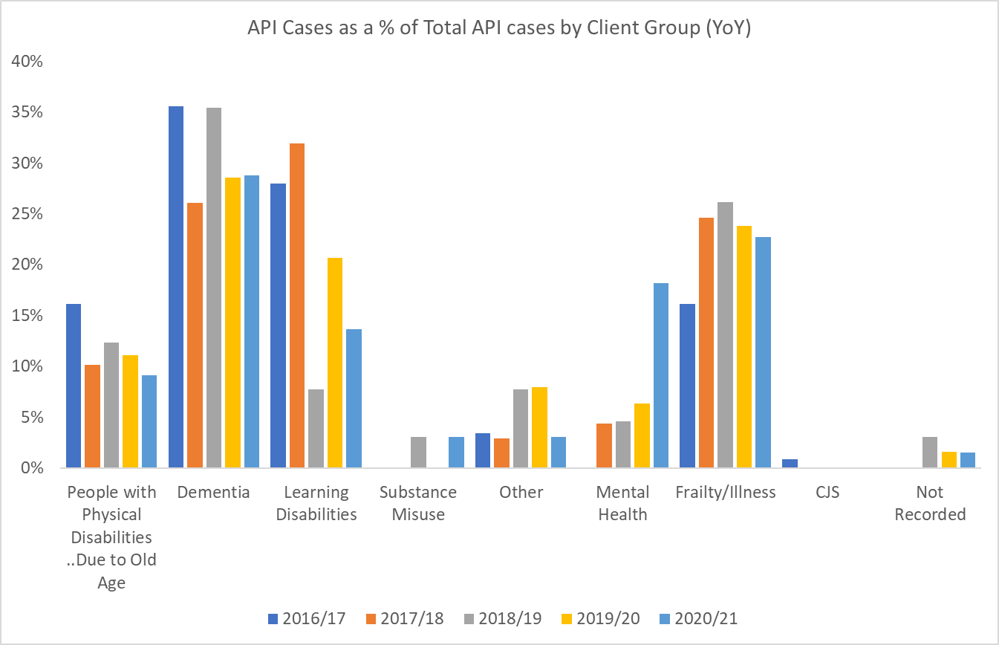 API Cases as a % of Total API cases by Client Group (YoY)
40%
35%
30%
25%
20%
15%
10%
5%
0%
People with
Physical
Disabilities
..Due to Old
Age
Dementia
Learning
Disabilities
Substance
Misuse
Other
Mental
Health
Frailty/Illness
CJS
Not
Recorded
2016/17 2017/18 2018/19 2019/20 2020/21